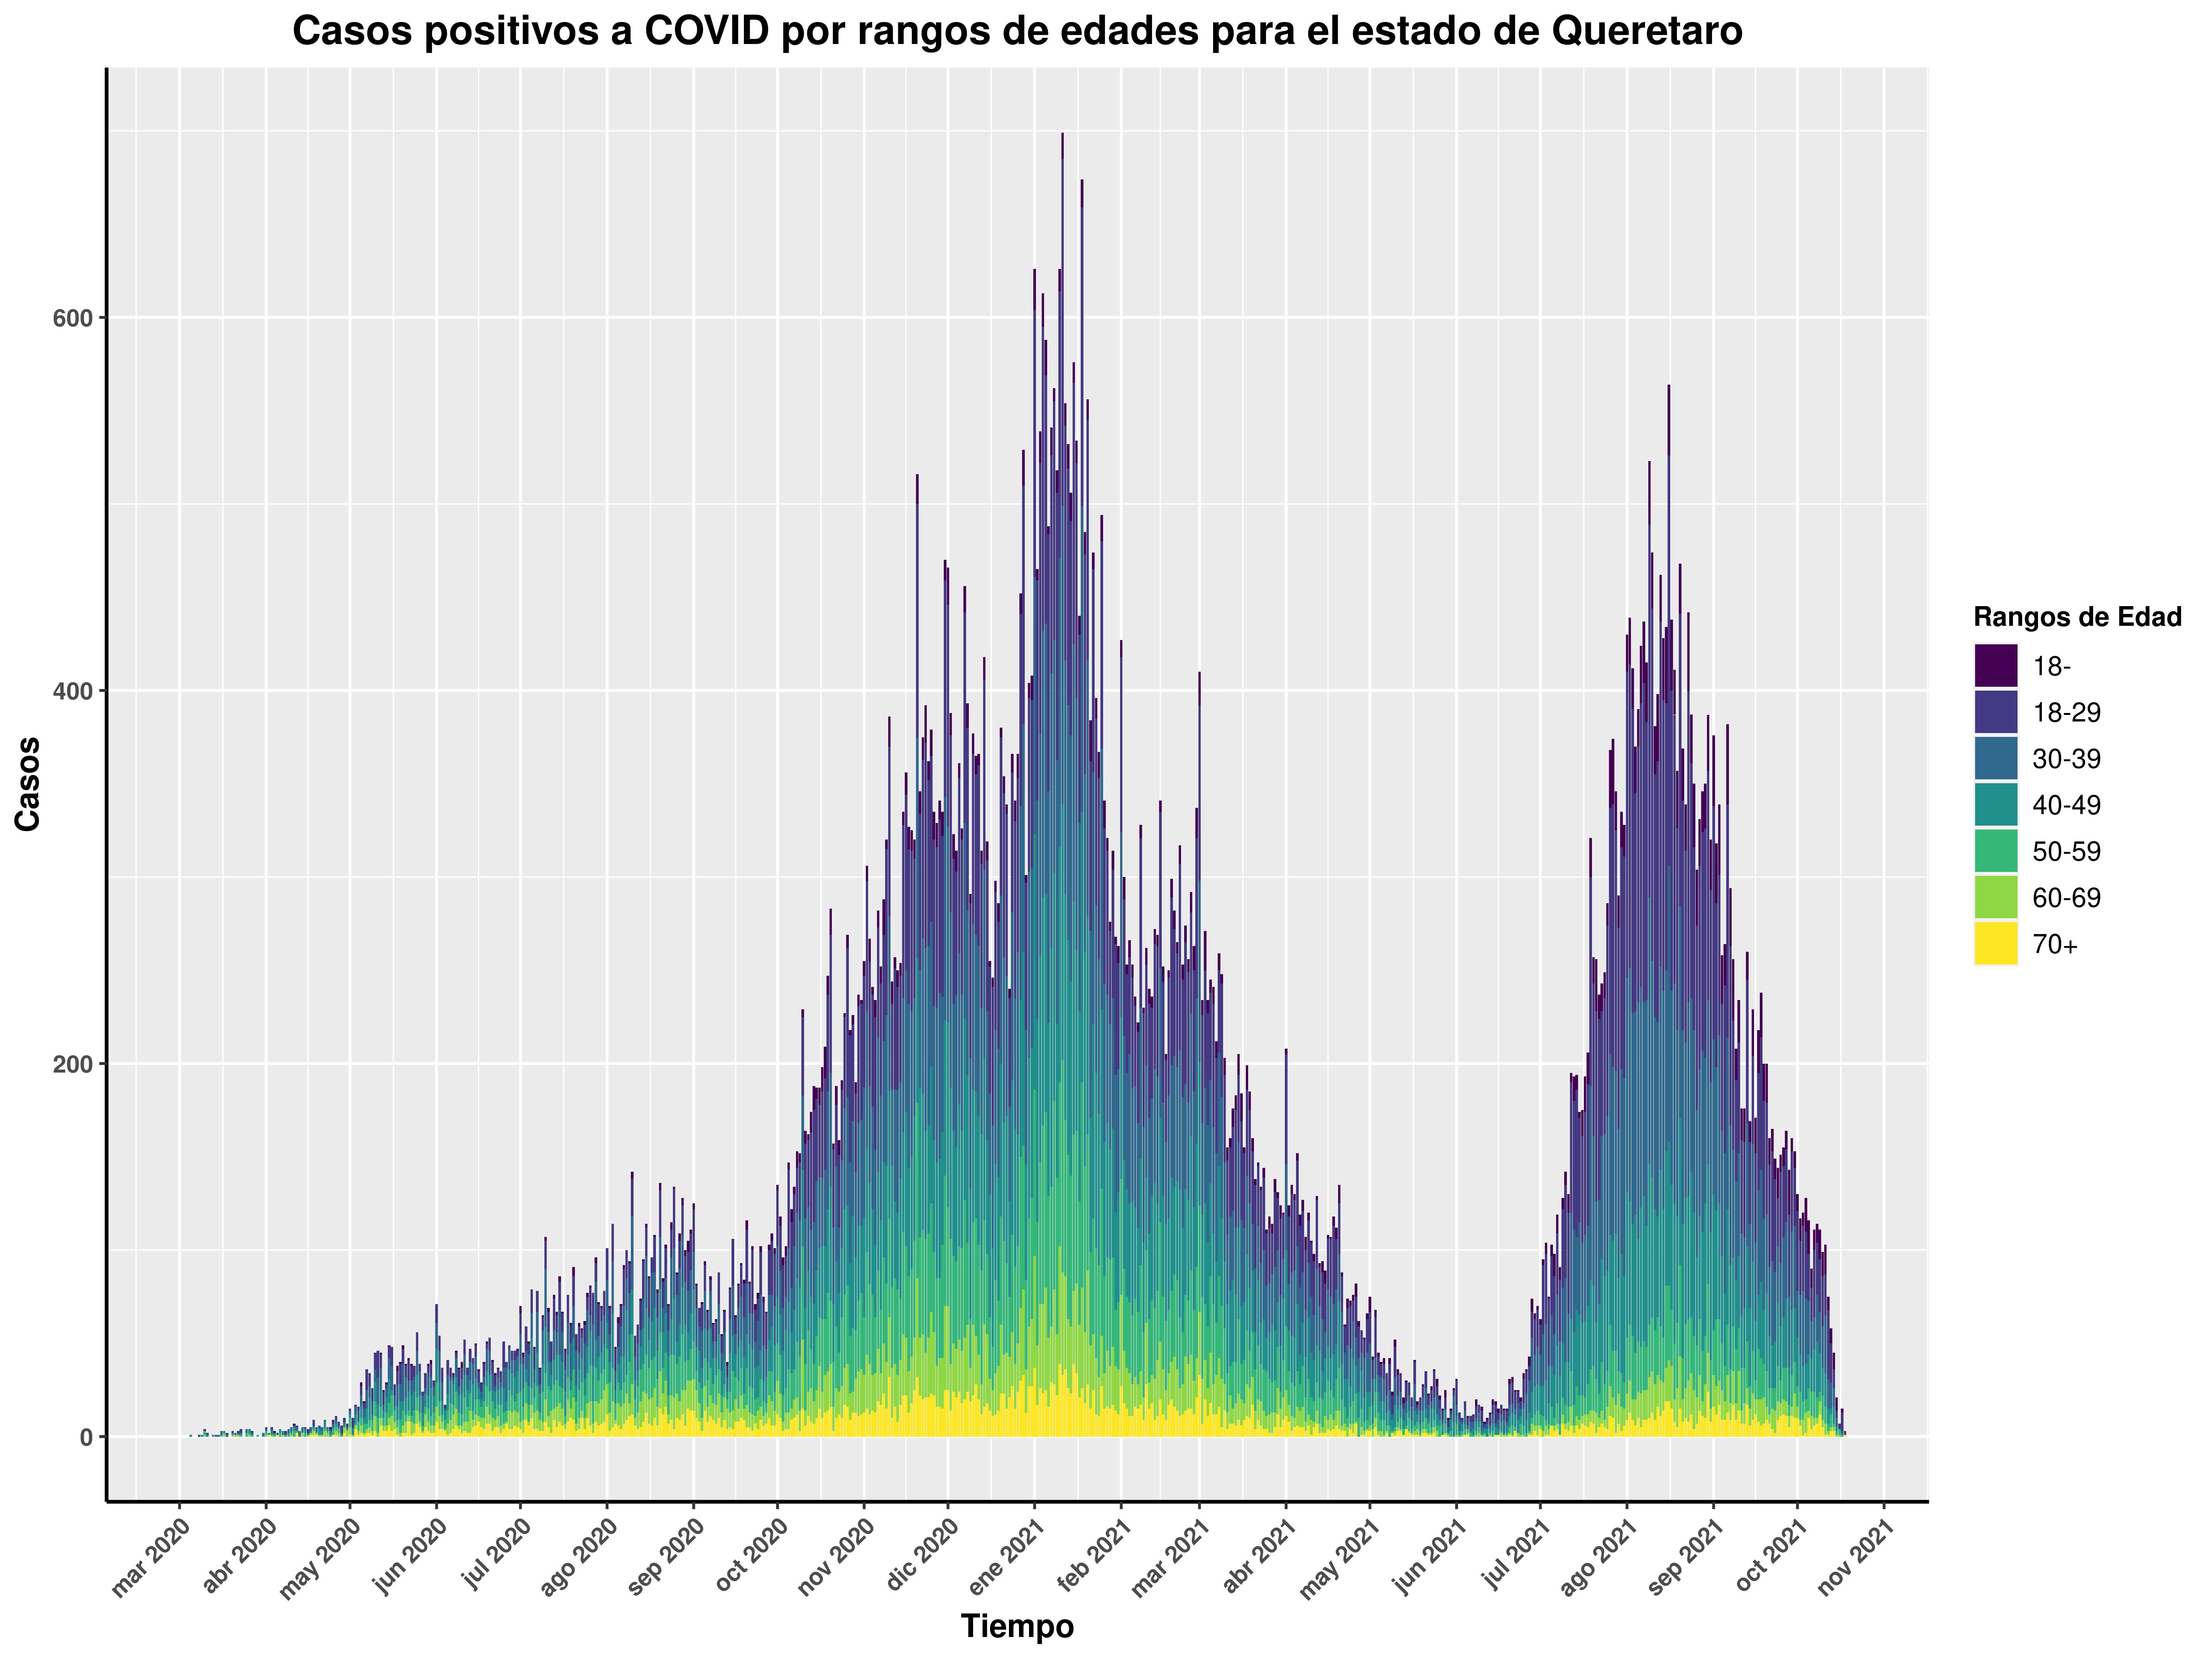 Casos positivos a COVID por rangos de edades para el estado de Queretaro
Casos
600
400
200
0
mar 2020
abr 2020
may 2020
jun 2020
jul 2020
ago 2020
sep 2020
oct 2020
nov 2020
dic 2020
ene 2021
feb 2021
mar 2021
abr 2021
may 2021
jun 2021
jul 2021
ago 2021
sep 2021
oct 2021
nov 2021
Tiempo
Rangos de Edad
18-
18-29
30-39
40-49
50-59
60-69
70+